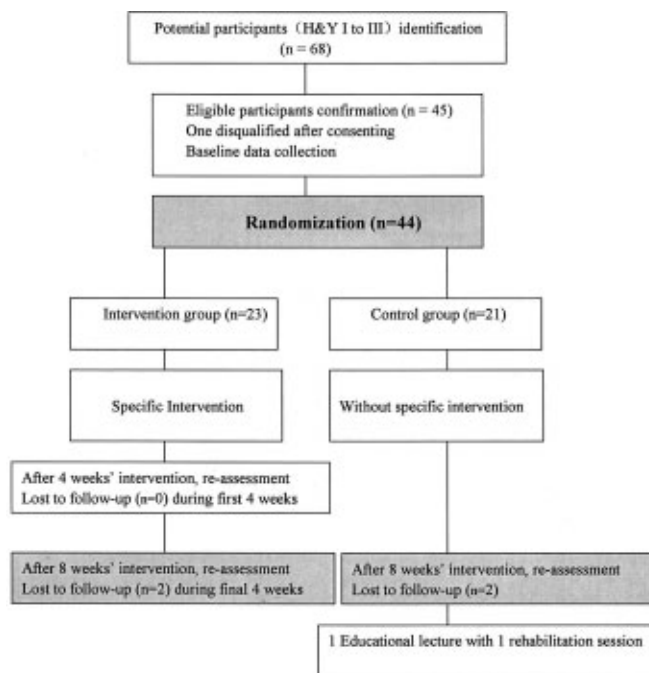 Potential participants（H&Y I to III）identification
(n = 68)
Eligible participants confirmation (n = 45)
One disqualified after consenting
Baseline data collection
Randomization (n=44)
Intervention group (n=23)
Control group (n=21)
Specific Intervention
Without specific intervention
After 4 weeks' intervention, re-assessment
Lost to follow-up (n=0) during first 4 weeks
After 8 weeks' intervention, re-assessment
Lost to follow-up (n=2) during final 4 weeks
After 8 weeks' intervention, re-assessment
Lost to follow-up (n=2)
1 Educational lecture with 1 rehabilitation session